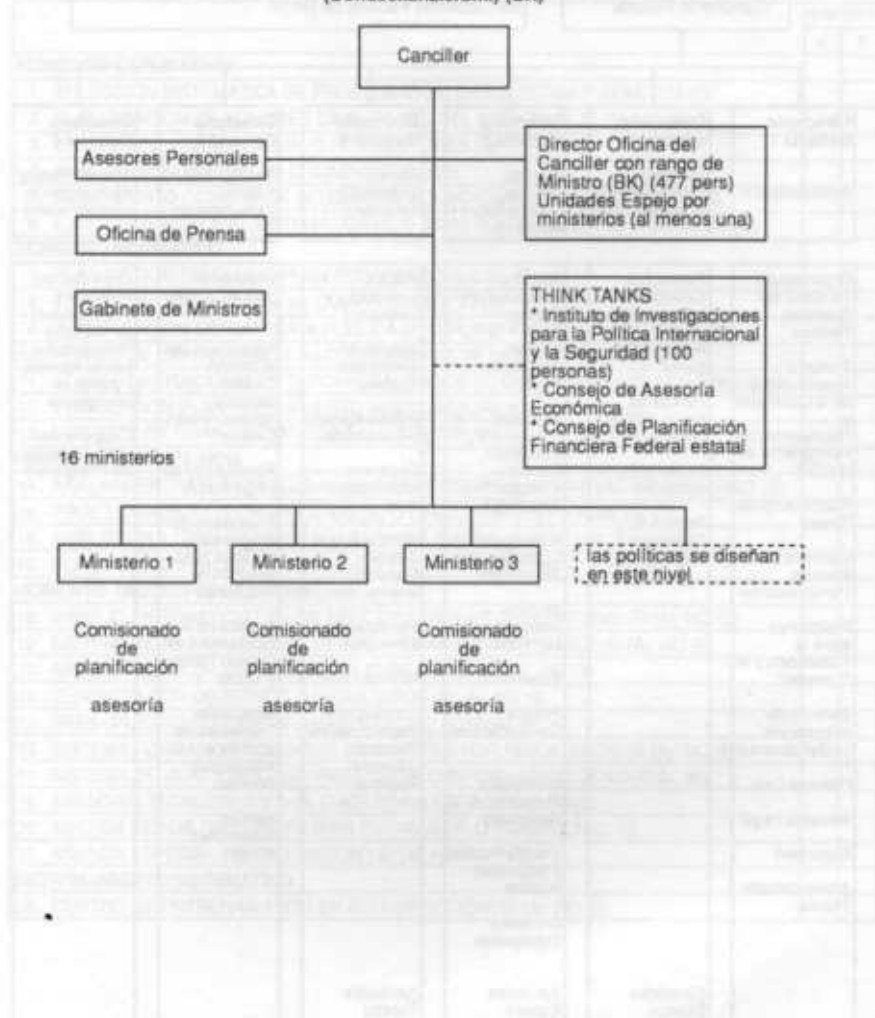 Canciller
Asesores Personales
Director Oficina del
Canciller con rango de
Ministro (BK) (477 pers)
Unidades Espejo por
ministerios (al menos una)
Oficina de Prensa
Gabinete de Ministros
THINK TANKS
* Instituto de Investigaciones
para la Política Internacional
y la Seguridad (100
personas)
* Consejo de Asesoría
Económica
* Consejo de Planificación
Financiera Federal estatal
16 ministerios
Ministerio 1
Ministerio 2
Ministerio 3
las políticas se diseñan
en este nivel
Comisionado
de
planificación
asesoría
Comisionado
de
planificación
asesoría
Comisionado
de
planificación
asesoría